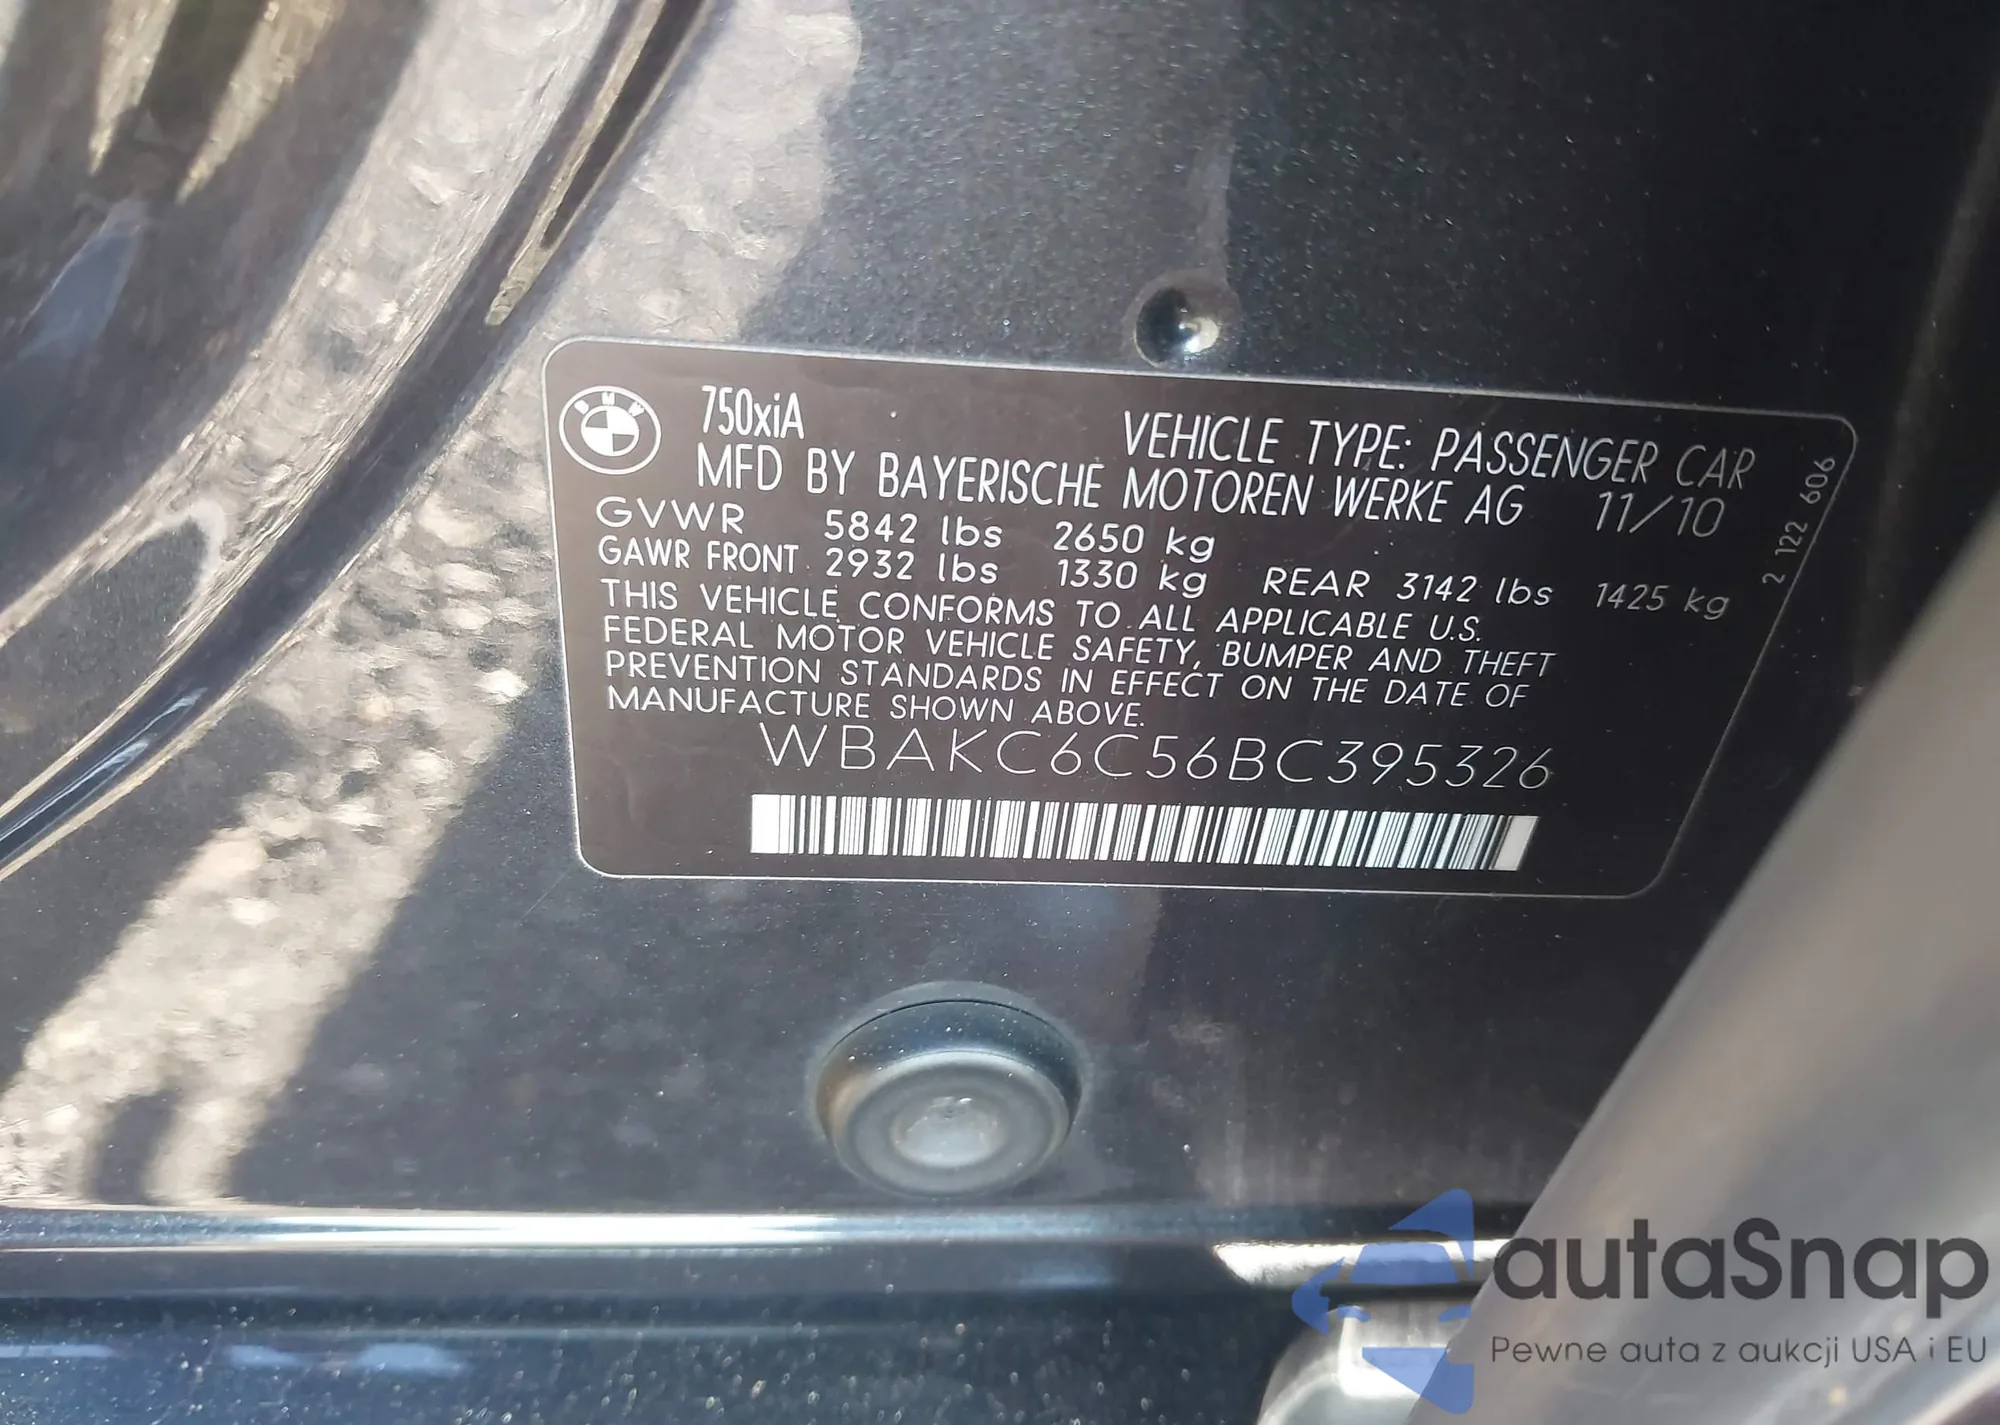 BMW
750xiA
VEHICLE TYPE: PASSENGER CAR
MFD BY BAYERISCHE MOTOREN WERKE AG 11/10
GVWR 5842 lbs 2650 kg
GAWR FRONT 2932 lbs 1330 kg REAR 3142 lbs 1425 kg
THIS VEHICLE CONFORMS TO ALL APPLICABLE U.S.
FEDERAL MOTOR VEHICLE SAFETY, BUMPER AND THEFT
PREVENTION STANDARDS IN EFFECT ON THE DATE OF
MANUFACTURE SHOWN ABOVE.
WBAKC6C56BC395326
2 122 606
autaSnap
Pewne auta z aukcji USA i EU